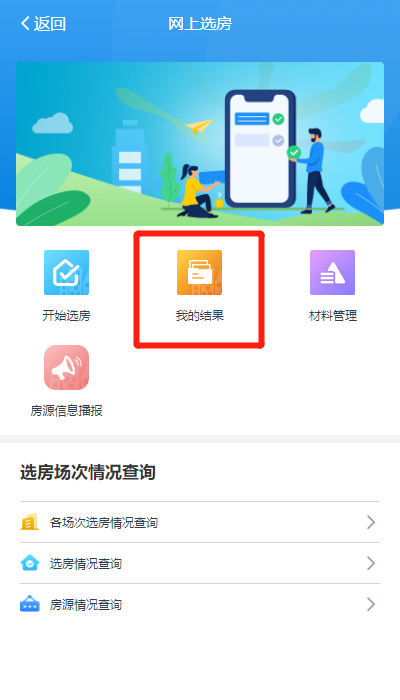 返回
网上选房
开始选房
我的结果
材料管理
房源信息播报
选房场次情况查询
各场次选房情况查询
选房情况查询
房源情况查询